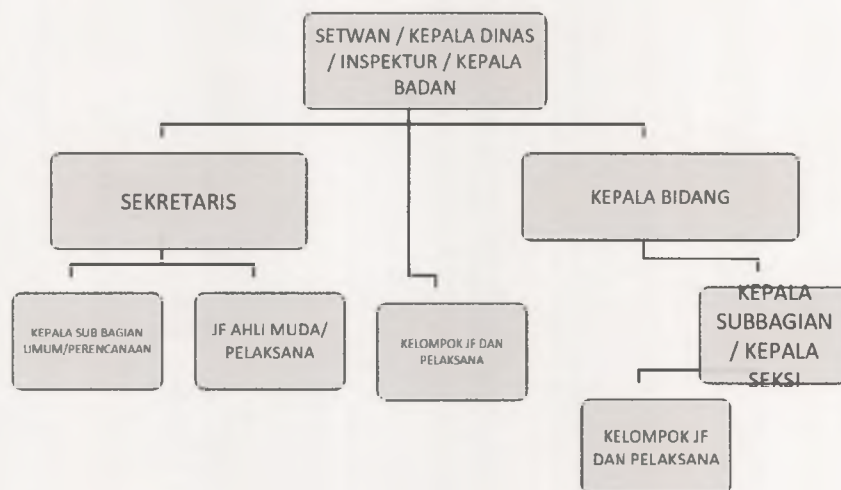 SETWAN / KEPALA DINAS
/ INSPEKTUR / KEPALA
BADAN
SEKRETARIS
KEPALA BIDANG
KEPALA SUB BAGIAN
UMUM/PERENCANAAN
JF AHLI MUDA/
PELAKSANA
KELOMPOK JF DAN
PELAKSANA
KEPALA
SUBBAGIAN
/ KEPALA
SEKSI
KELOMPOK JF
DAN PELAKSANA